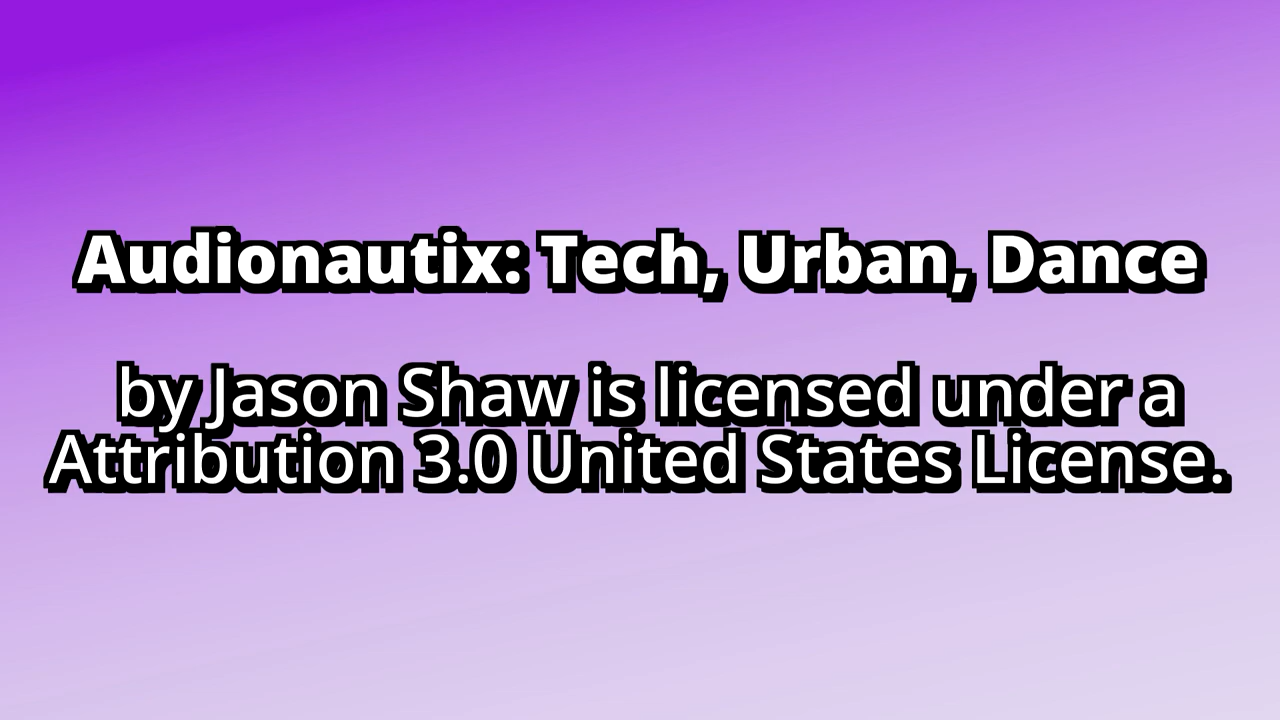 Audionautix: Tech, Urban, Dance
by Jason Shaw is licensed under a
Attribution 3.0 United States License.